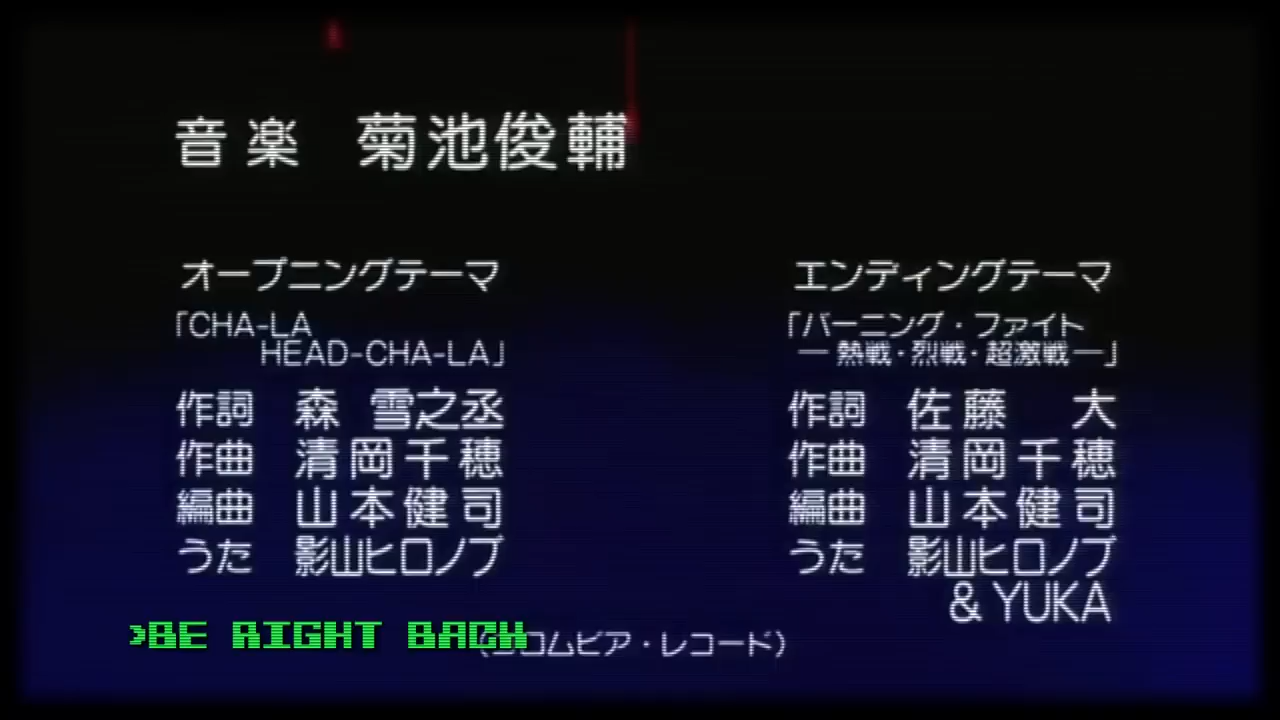 音楽 菊池俊輔
オープニングテーマ
「CHA-LA
HEAD-CHA-LA」
作詞 森 雪之丞
作曲 清岡千穂
編曲 山本健司
うた 影山ヒロノブ
エンディングテーマ
「バーニング・ファイト
―熱戦・烈戦・超激戦―」
作詞 佐藤 大
作曲 清岡千穂
編曲 山本健司
うた 影山ヒロノブ
& YUKA
>BE RIGHT BACK
(コロムビア・レコード)